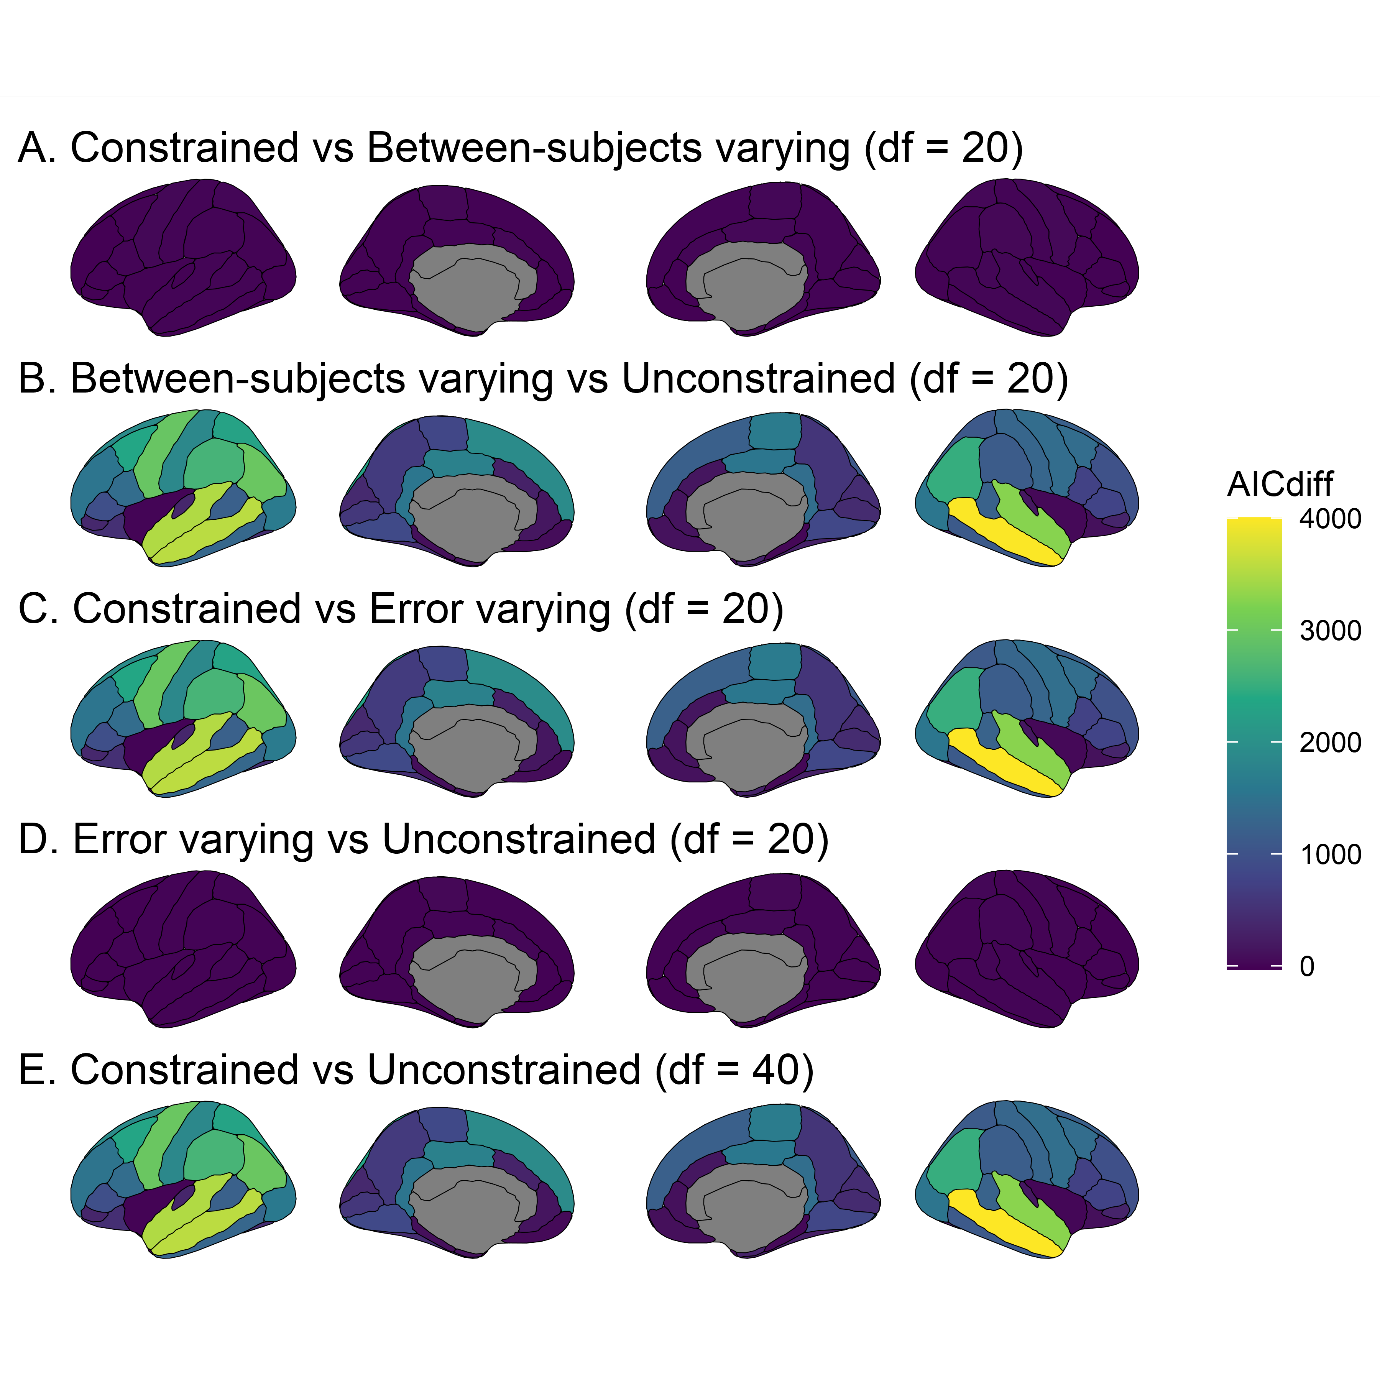 A. Constrained vs Between-subjects varying (df = 20)
B. Between-subjects varying vs Unconstrained (df = 20)
C. Constrained vs Error varying (df = 20)
D. Error varying vs Unconstrained (df = 20)
E. Constrained vs Unconstrained (df = 40)
AICdiff
4000
3000
2000
1000
0